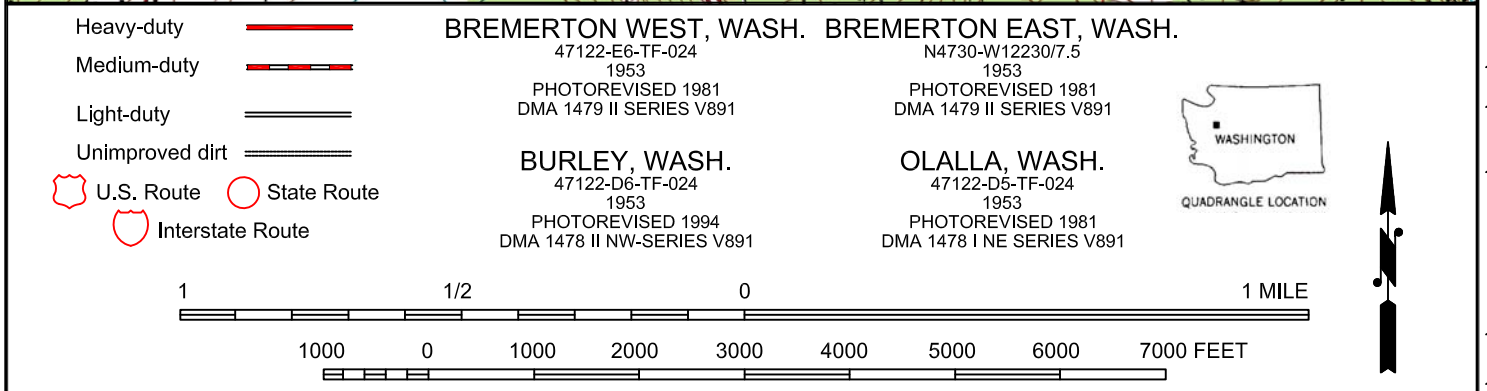 Heavy-duty
Medium-duty
Light-duty
Unimproved dirt
U.S. Route
State Route
Interstate Route
BREMERTON WEST, WASH.
47122-E6-TF-024
1953
PHOTOREVISED 1981
DMA 1479 II SERIES V891
BREMERTON EAST, WASH.
N4730-W12230/7.5
1953
PHOTOREVISED 1981
DMA 1479 II SERIES V891
BURLEY, WASH.
47122-D6-TF-024
1953
PHOTOREVISED 1994
DMA 1478 II NW-SERIES V891
OLALLA, WASH.
47122-D5-TF-024
1953
PHOTOREVISED 1981
DMA 1478 I NE SERIES V891
WASHINGTON
QUADRANGLE LOCATION
N
1 1/2 0 1 MILE
1000 0 1000 2000 3000 4000 5000 6000 7000 FEET